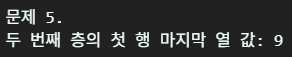 문제 5.
두 번째 층의 첫 행 마지막 열 값: 9